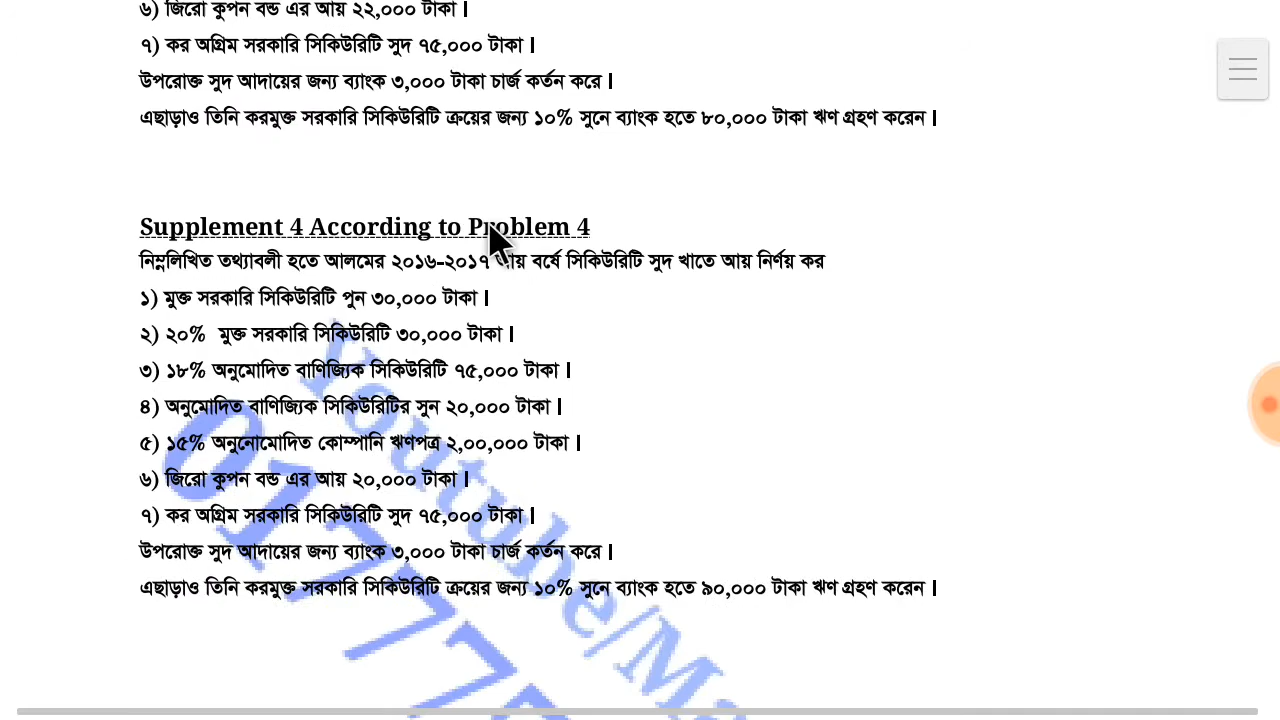 ৬) জিরো কুপন বন্ড এর আয় ২২,০০০ টাকা।
৭) কর অগ্রিম সরকারি সিকিউরিটি সুদ ৭৫,০০০ টাকা।
উপরোক্ত সুদ আদায়ের জন্য ব্যাংক ৩,০০০ টাকা চার্জ কর্তন করে।
এছাড়াও তিনি করমুক্ত সরকারি সিকিউরিটি ক্রয়ের জন্য ১০% সুনে ব্যাংক হতে ৮০,০০০ টাকা ঋণ গ্রহণ করেন।
Supplement 4 According to Problem 4
নিম্নলিখিত তথ্যাবলী হতে আলমের ২০১৬-২০১৭ আয় বর্ষে সিকিউরিটি সুদ খাতে আয় নির্ণয় কর
১) মুক্ত সরকারি সিকিউরিটি পুন ৩০,০০০ টাকা।
২) ২০% মুক্ত সরকারি সিকিউরিটি ৩০,০০০ টাকা।
৩) ১৮% অনুমোদিত বাণিজ্যিক সিকিউরিটি ৭৫,০০০ টাকা।
৪) অনুমোদিত বাণিজ্যিক সিকিউরিটির সুন ২০,০০০ টাকা।
৫) ১৫% অনুনোমোদিত কোম্পানি ঋণপত্র ২,০০,০০০ টাকা।
৬) জিরো কুপন বন্ড এর আয় ২০,০০০ টাকা।
৭) কর অগ্রিম সরকারি সিকিউরিটি সুদ ৭৫,০০০ টাকা।
উপরোক্ত সুদ আদায়ের জন্য ব্যাংক ৩,০০০ টাকা চার্জ কর্তন করে।
এছাড়াও তিনি করমুক্ত সরকারি সিকিউরিটি ক্রয়ের জন্য ১০% সুনে ব্যাংক হতে ৯০,০০০ টাকা ঋণ গ্রহণ করেন।
Youtube/Ma
01777